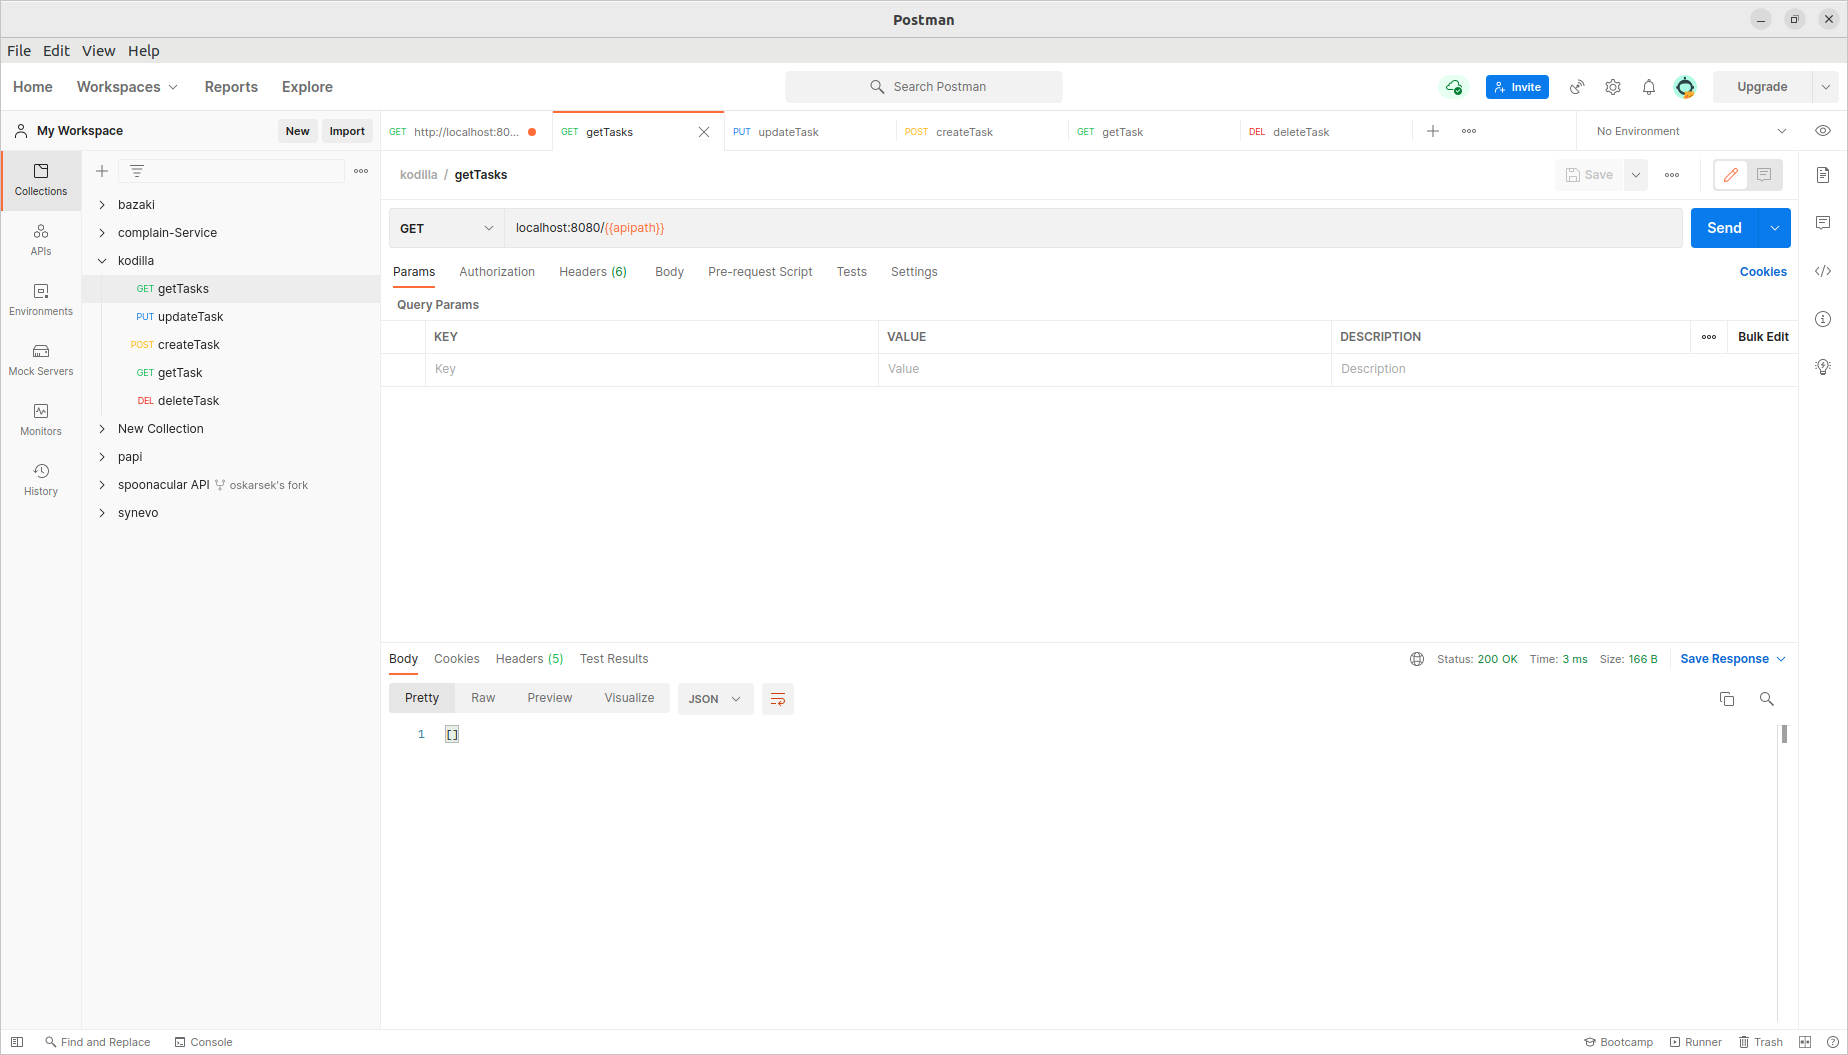 Postman
File Edit View Help
Home Workspaces Reports Explore
Search Postman
Invite
Upgrade
My Workspace
New Import
GET http://localhost:80...
GET getTasks
PUT updateTask
POST createTask
GET getTask
DEL deleteTask
No Environment
Collections
APIs
Environments
Mock Servers
Monitors
History
bazaki
complain-Service
kodilla
GET getTasks
PUT updateTask
POST createTask
GET getTask
DEL deleteTask
New Collection
papi
spoonacular API oskarsek's fork
synevo
kodilla / getTasks
Save
GET localhost:8080/{{apipath}}
Send
Params Authorization Headers (6) Body Pre-request Script Tests Settings
Cookies
Query Params
KEY VALUE DESCRIPTION Bulk Edit
Key Value Description
Body Cookies Headers (5) Test Results
Status: 200 OK Time: 3 ms Size: 166 B Save Response
Pretty Raw Preview Visualize JSON
1 []
Find and Replace Console
Bootcamp Runner Trash